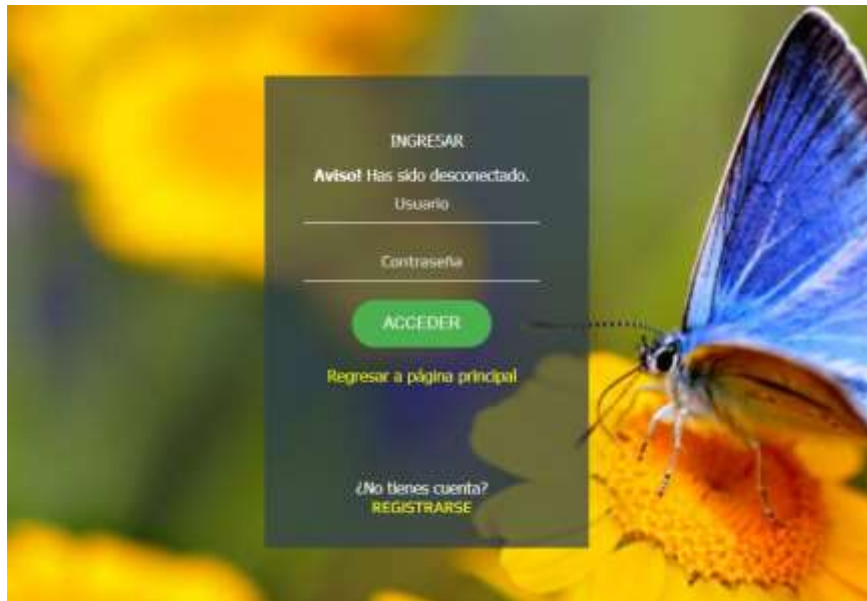 INGRESAR
Aviso! Has sido desconectado.
Usuario
Contraseña
ACCEDER
Regresar a página principal
¿No tienes cuenta?
REGISTRARSE